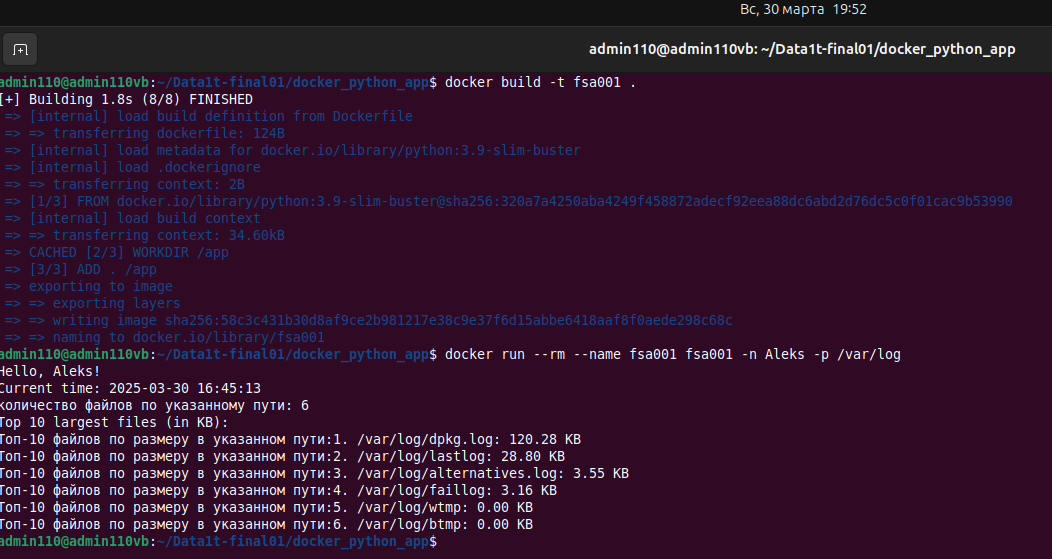 Вс, 30 марта 19:52
admin110@admin110vb: ~/Data1t-final01/docker_python_app
admin110@admin110vb:~/Data1t-final01/docker_python_app$ docker build -t fsa001 .
[+] Building 1.8s (8/8) FINISHED
=> [internal] load build definition from Dockerfile
=> => transferring dockerfile: 124B
=> [internal] load metadata for docker.io/library/python:3.9-slim-buster
=> [internal] load .dockerignore
=> => transferring context: 2B
=> [1/3] FROM docker.io/library/python:3.9-slim-buster@sha256:320a7a4250aba4249f458872adecf92eea88dc6abd2d76dc5c0f01cac9b53990
=> [internal] load build context
=> => transferring context: 34.60kB
=> CACHED [2/3] WORKDIR /app
=> [3/3] ADD . /app
=> exporting to image
=> => exporting layers
=> => writing image sha256:58c3c431b30d8af9ce2b981217e38c9e37f6d15abbe6418aaf8f0aede298c68c
=> => naming to docker.io/library/fsa001
admin110@admin110vb:~/Data1t-final01/docker_python_app$ docker run --rm --name fsa001 fsa001 -n Aleks -p /var/log
Hello, Aleks!
Current time: 2025-03-30 16:45:13
количество файлов по указанному пути: 6
Top 10 largest files (in KB):
Топ-10 файлов по размеру в указанном пути:1. /var/log/dpkg.log: 120.28 KB
Топ-10 файлов по размеру в указанном пути:2. /var/log/lastlog: 28.80 KB
Топ-10 файлов по размеру в указанном пути:3. /var/log/alternatives.log: 3.55 KB
Топ-10 файлов по размеру в указанном пути:4. /var/log/faillog: 3.16 KB
Топ-10 файлов по размеру в указанном пути:5. /var/log/wtmp: 0.00 KB
Топ-10 файлов по размеру в указанном пути:6. /var/log/btmp: 0.00 KB
admin110@admin110vb:~/Data1t-final01/docker_python_app$